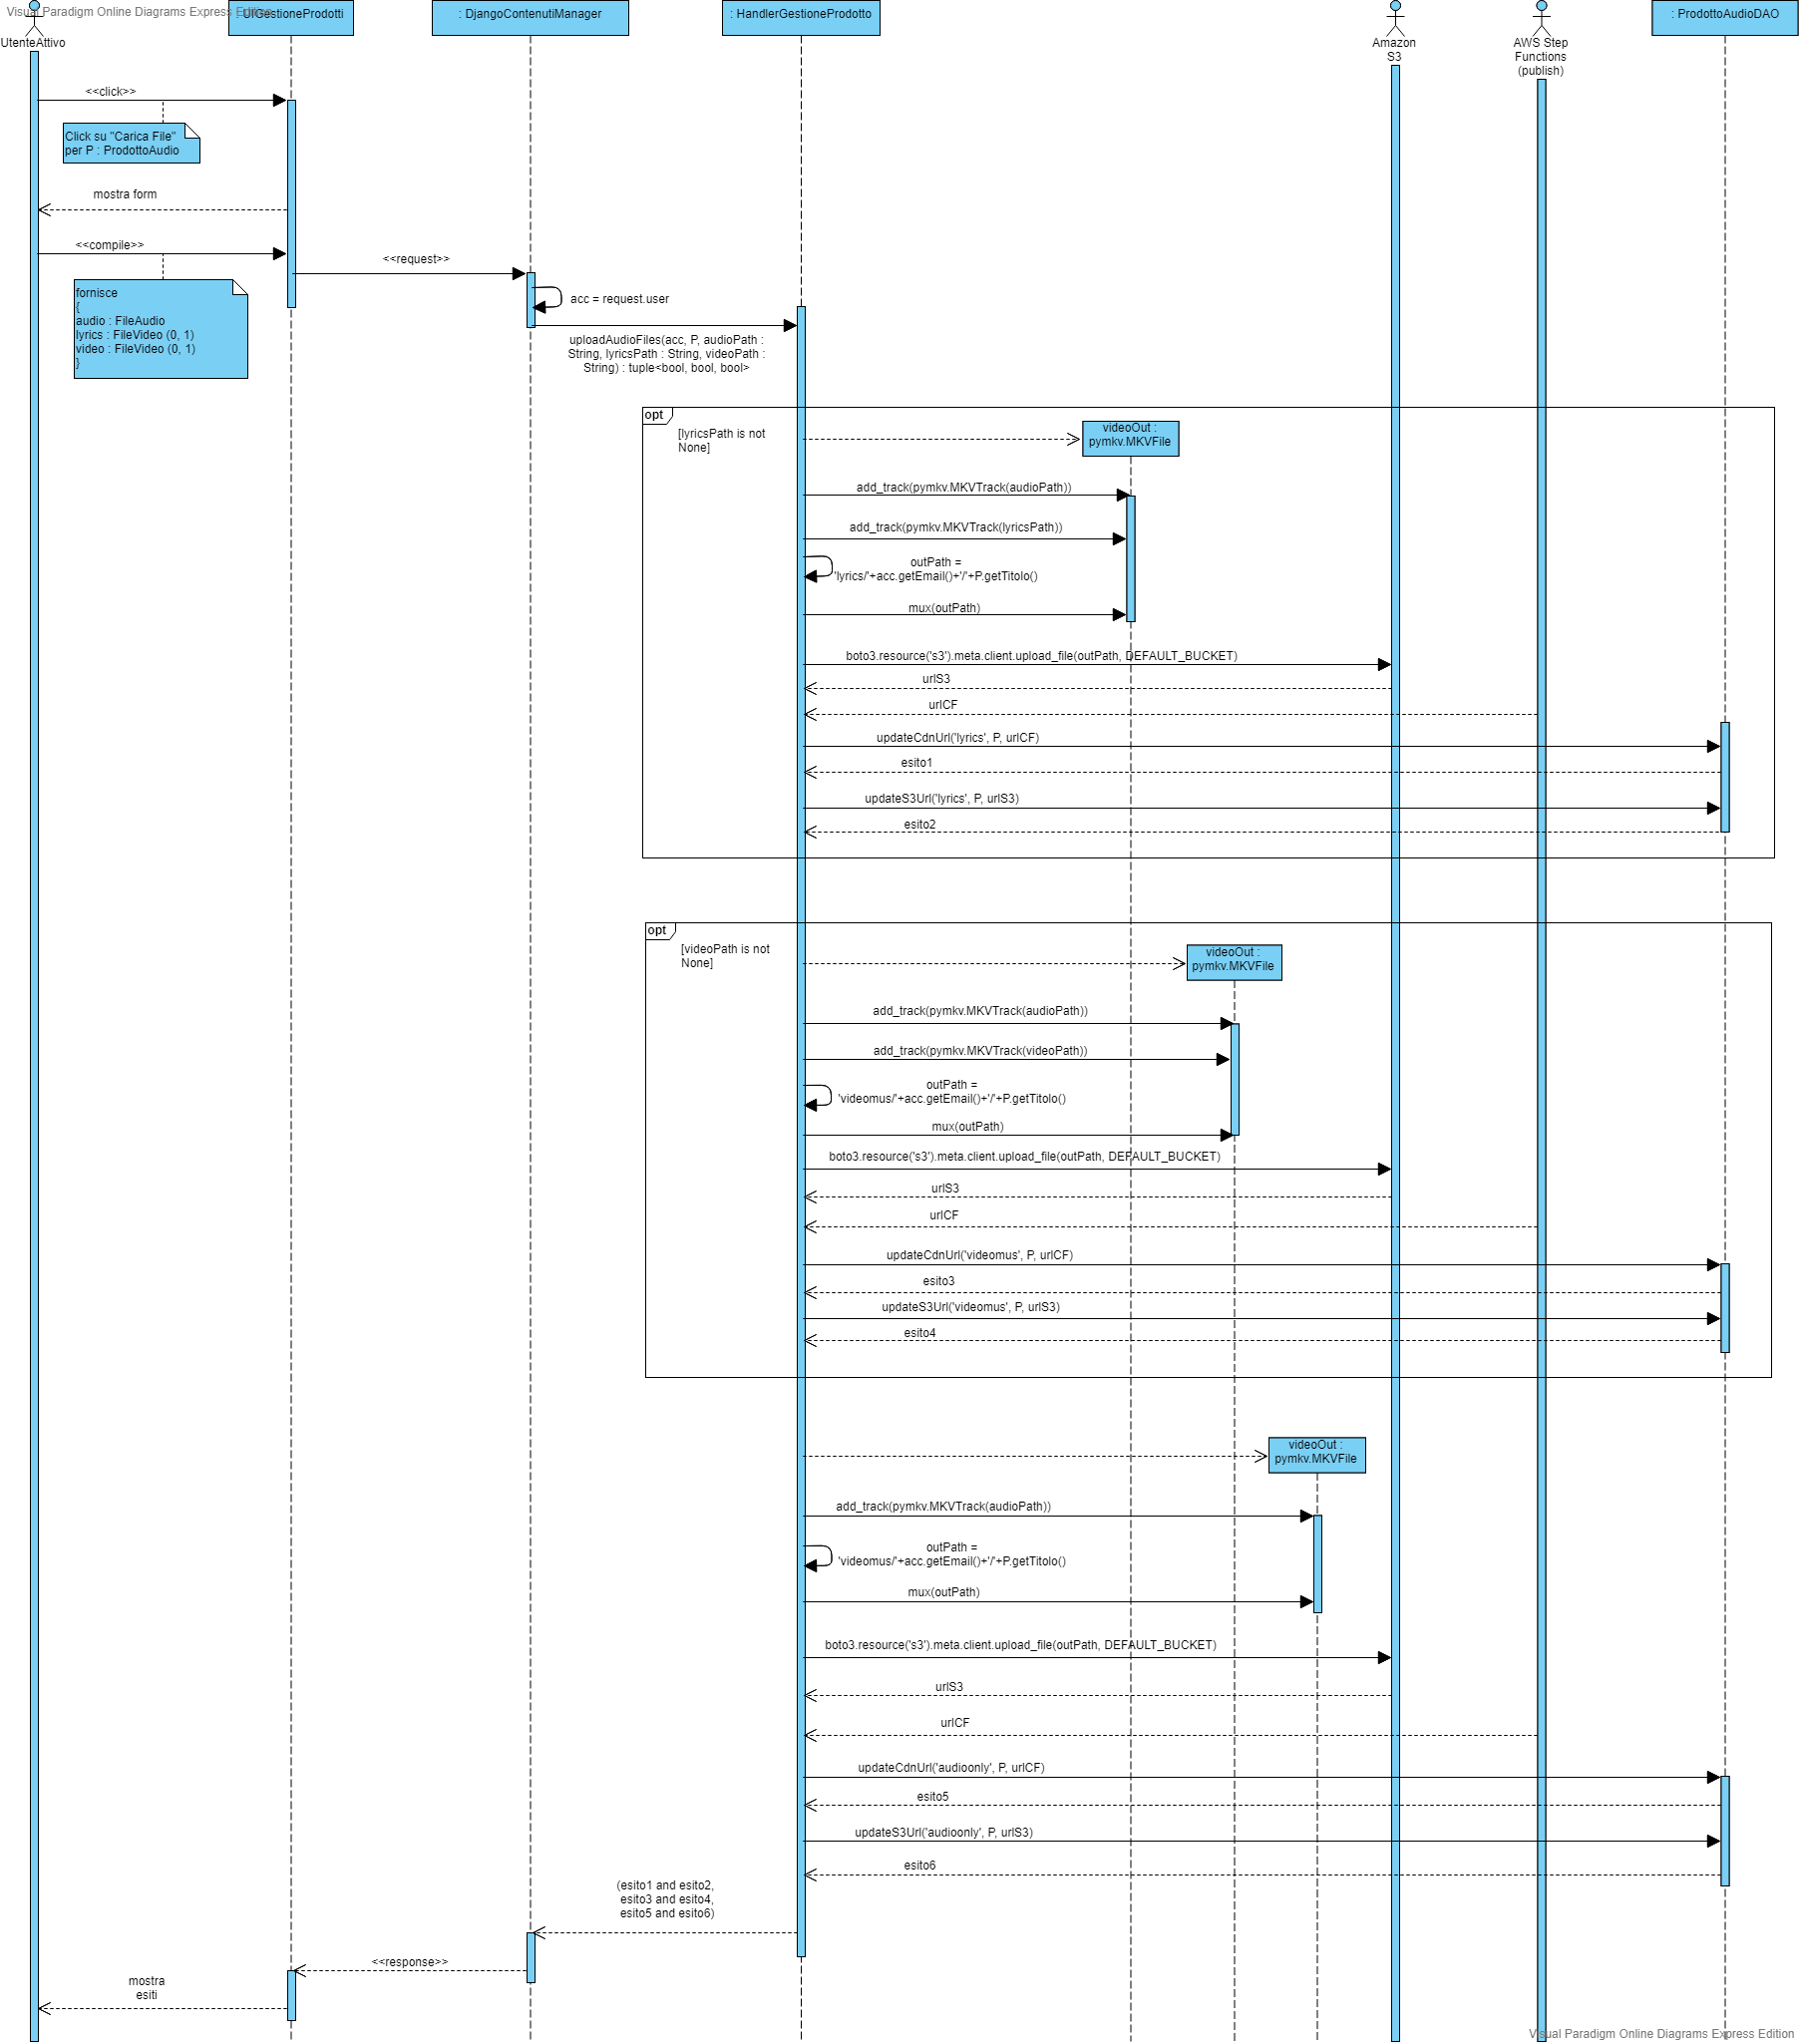 Visual Paradigm Online Diagrams Express Edition
: UIGestioneProdotti
: DjangoContenutiManager
: HandlerGestioneProdotto
: ProdottoAudioDAO
UtenteAttivo
Amazon
S3
AWS Step
Functions
(publish)
<<click>>
Click su "Carica File"
per P : ProdottoAudio
mostra form
<<compile>>
<<request>>
fornisce
{
audio : FileAudio
lyrics : FileVideo (0, 1)
video : FileVideo (0, 1)
}
acc = request.user
uploadAudioFiles(acc, P, audioPath :
String, lyricsPath : String, videoPath :
String) : tuple<bool, bool, bool>
opt
[lyricsPath is not
None]
videoOut :
pymkv.MKVFile
add_track(pymkv.MKVTrack(audioPath))
add_track(pymkv.MKVTrack(lyricsPath))
outPath =
'lyrics/'+acc.getEmail()+'/'+P.getTitolo()
mux(outPath)
boto3.resource('s3').meta.client.upload_file(outPath, DEFAULT_BUCKET)
urlS3
urlCF
updateCdnUrl('lyrics', P, urlCF)
esito1
updateS3Url('lyrics', P, urlS3)
esito2
opt
[videoPath is not
None]
videoOut :
pymkv.MKVFile
add_track(pymkv.MKVTrack(audioPath))
add_track(pymkv.MKVTrack(videoPath))
outPath =
'videomus/'+acc.getEmail()+'/'+P.getTitolo()
mux(outPath)
boto3.resource('s3').meta.client.upload_file(outPath, DEFAULT_BUCKET)
urlS3
urlCF
updateCdnUrl('videomus', P, urlCF)
esito3
updateS3Url('videomus', P, urlS3)
esito4
videoOut :
pymkv.MKVFile
add_track(pymkv.MKVTrack(audioPath))
outPath =
'videomus/'+acc.getEmail()+'/'+P.getTitolo()
mux(outPath)
boto3.resource('s3').meta.client.upload_file(outPath, DEFAULT_BUCKET)
urlS3
urlCF
updateCdnUrl('audioonly', P, urlCF)
esito5
updateS3Url('audioonly', P, urlS3)
esito6
(esito1 and esito2,
esito3 and esito4,
esito5 and esito6)
<<response>>
mostra
esiti
Visual Paradigm Online Diagrams Express Edition